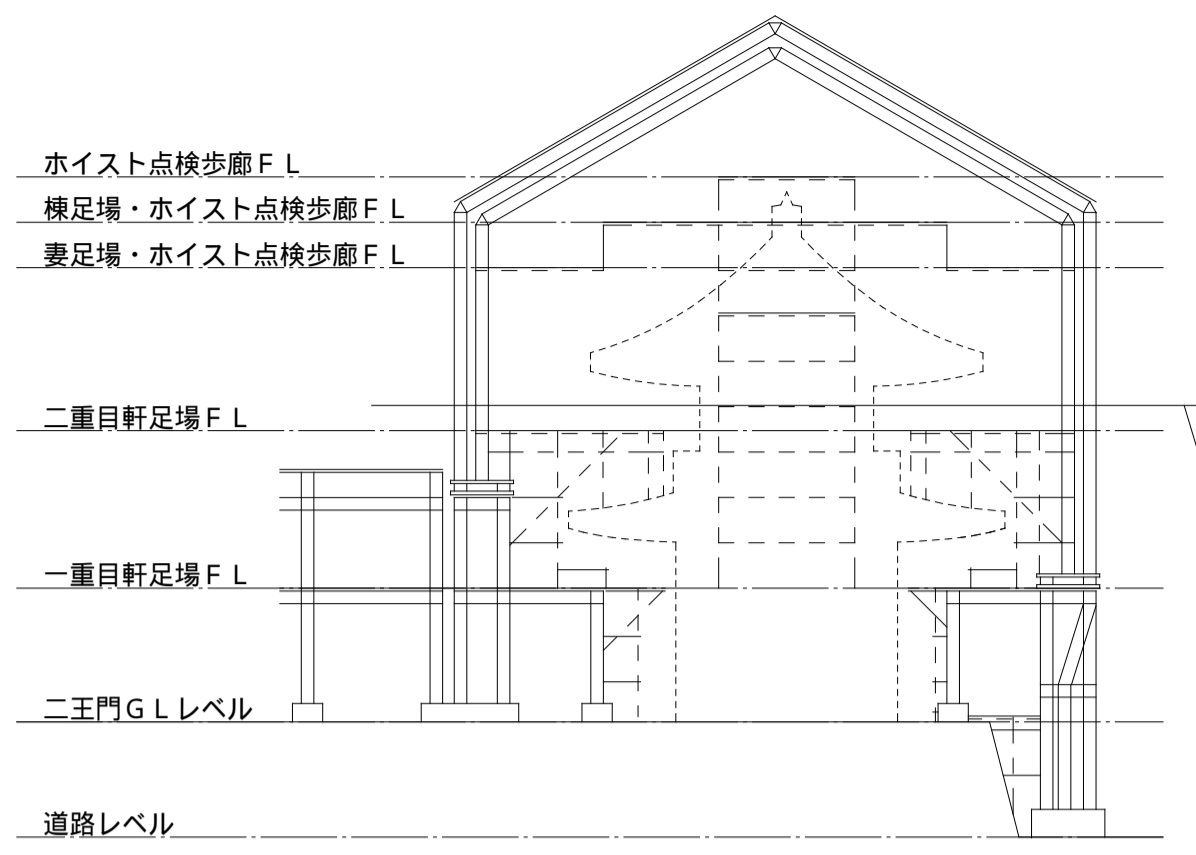 ホイスト点検歩廊ＦＬ
棟足場・ホイスト点検歩廊ＦＬ
妻足場・ホイスト点検歩廊ＦＬ
二重目軒足場ＦＬ
一重目軒足場ＦＬ
二王門ＧＬレベル
道路レベル